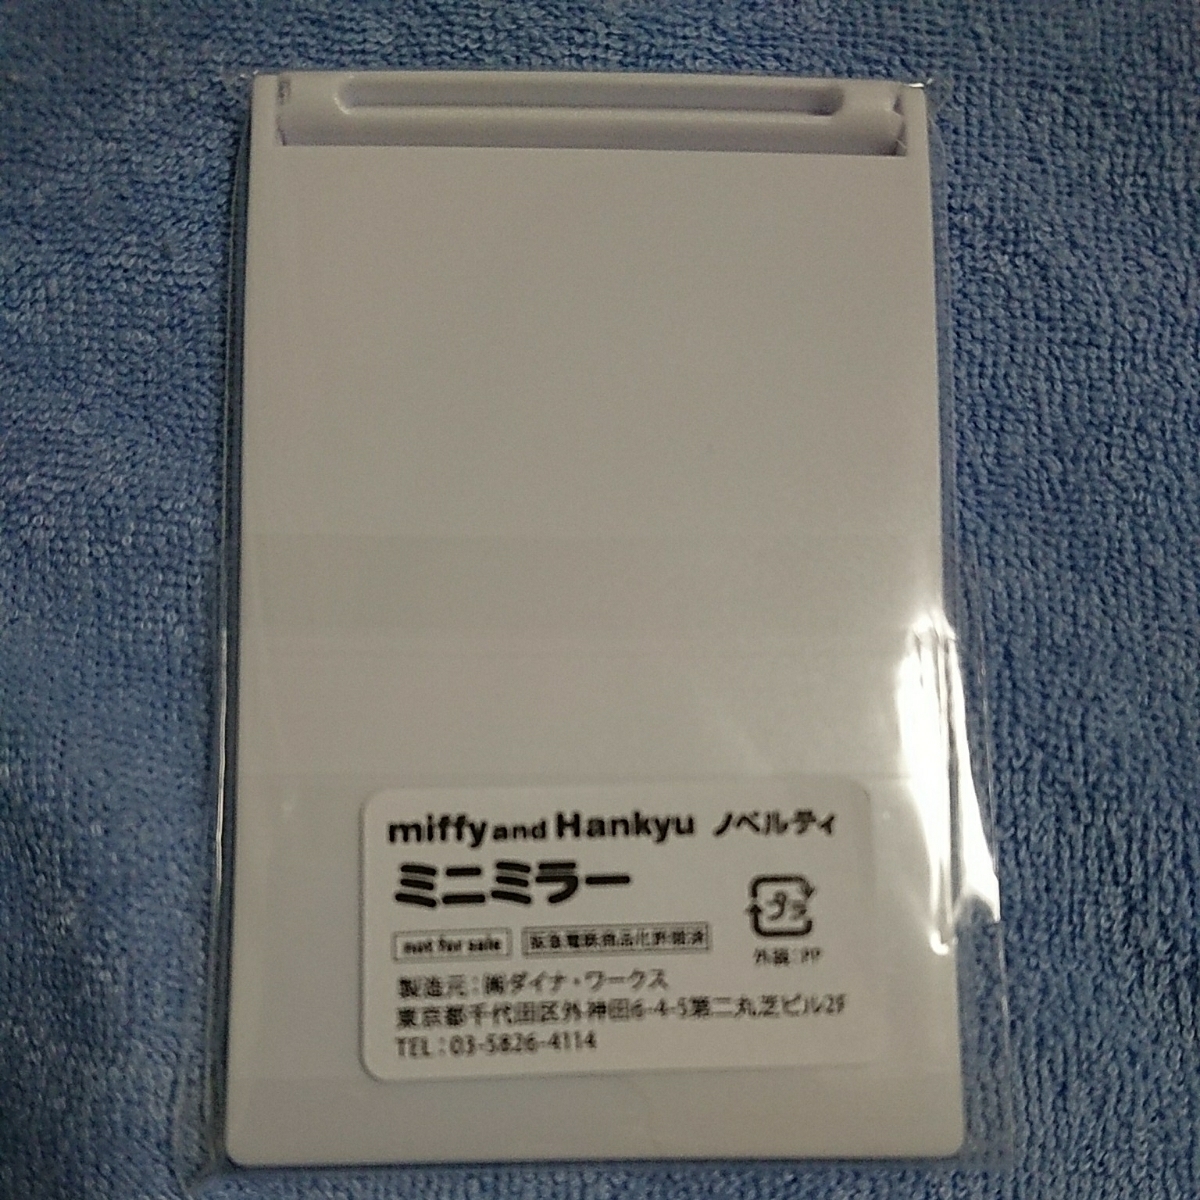 miffy and Hankyu ノベルティ
ミニミラー
プラ
not for sale 阪急電鉄商品化許諾済
外装:PP
製造元:㈱ダイナ・ワークス
東京都千代田区外神田6-4-5第二丸芝ビル2F
TEL:03-5826-4114